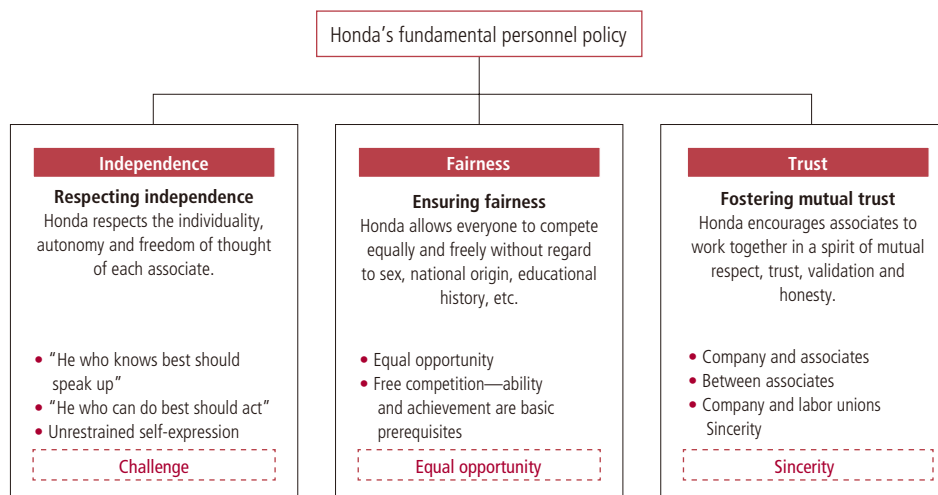 Honda’s fundamental personnel policy
Independence
Respecting independence
Honda respects the individuality,
autonomy and freedom of thought
of each associate.
• “He who knows best should
speak up”
• “He who can do best should act”
• Unrestrained self-expression
Challenge
Fairness
Ensuring fairness
Honda allows everyone to compete
equally and freely without regard
to sex, national origin, educational
history, etc.
• Equal opportunity
• Free competition—ability
and achievement are basic
prerequisites
Equal opportunity
Trust
Fostering mutual trust
Honda encourages associates to
work together in a spirit of mutual
respect, trust, validation and
honesty.
• Company and associates
• Between associates
• Company and labor unions
Sincerity
Sincerity